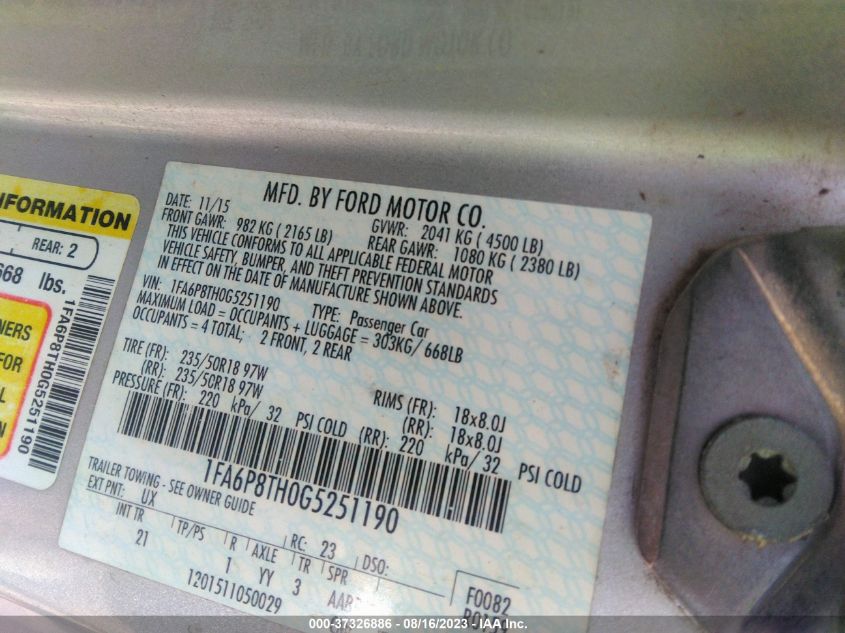 MFD. BY FORD MOTOR CO.
DATE: 11/15
GVWR: 2041 KG ( 4500 LB)
FRONT GAWR: 982 KG ( 2165 LB)
REAR GAWR: 1080 KG ( 2380 LB)
THIS VEHICLE CONFORMS TO ALL APPLICABLE FEDERAL MOTOR
VEHICLE SAFETY, BUMPER, AND THEFT PREVENTION STANDARDS
IN EFFECT ON THE DATE OF MANUFACTURE SHOWN ABOVE.
VIN: 1FA6P8TH0G5251190
TYPE: Passenger Car
MAXIMUM LOAD = OCCUPANTS + LUGGAGE = 303KG/ 668LB
OCCUPANTS = 4 TOTAL: 2 FRONT, 2 REAR
TIRE (FR): 235/50R18 97W
RIMS (FR): 18x8.0J
(RR): 235/50R18 97W
(RR): 18x8.0J
PRESSURE (FR): 220 kPa/ 32 PSI COLD (RR): 220 kPa/ 32 PSI COLD
1FA6P8TH0G5251190
TRAILER TOWING - SEE OWNER GUIDE
EXT PNT: UX RC: 23 DSO:
INT TR TP/PS R AXLE TR SPR
21 1 YY 3
F0082
1201511050029
INFORMATION
REAR: 2
668 lbs.
1FA6P8TH0G5251190
FOR
000-37326886 - 08/16/2023 - IAA Inc.